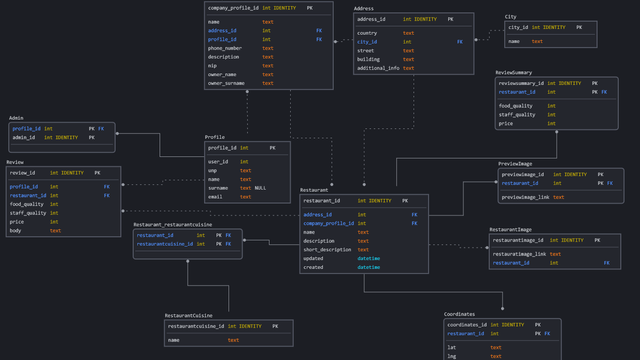 company_profile_id int IDENTITY PK
name text
address_id int FK
profile_id int FK
phone_number text
description text
nip text
owner_name text
owner_surname text
Address
address_id int IDENTITY PK
country text
city_id int FK
street text
building text
additional_info text
City
city_id int IDENTITY PK
name text
ReviewSummary
reviewsummary_id int IDENTITY PK
restaurant_id int PK FK
food_quality int
staff_quality int
price int
Admin
profile_id int PK FK
admin_id int IDENTITY PK
Profile
profile_id int PK
user_id int
name text
surname text NULL
email text
Review
review_id int IDENTITY PK
profile_id int FK
restaurant_id int FK
food_quality int
staff_quality int
price int
body text
PreviewImage
previewimage_id int IDENTITY PK
restaurant_id int PK FK
previewimage_link text
Restaurant
restaurant_id int IDENTITY PK
address_id int FK
company_profile_id int FK
name text
description text
short_description text
updated datetime
created datetime
Restaurant_restaurantcuisine
restaurant_id int PK FK
restaurantcuisine_id int PK FK
RestaurantImage
restaurantimage_id int IDENTITY PK
restauratimage_link text
restaurant_id int FK
RestaurantCuisine
restaurantcuisine_id int IDENTITY PK
name text
Coordinates
coordinates_id int IDENTITY PK
restaurant_id int PK FK
lat text
lng text